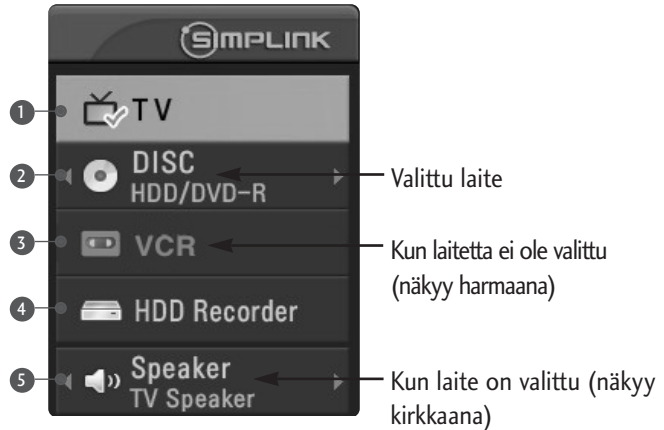 SIMPLINK
1 TV
2 DISC
HDD/DVD-R
Valittu laite
3 VCR
Kun laitetta ei ole valittu
(näkyy harmaana)
4 HDD Recorder
5 Speaker
TV Speaker
Kun laite on valittu (näkyy
kirkkaana)